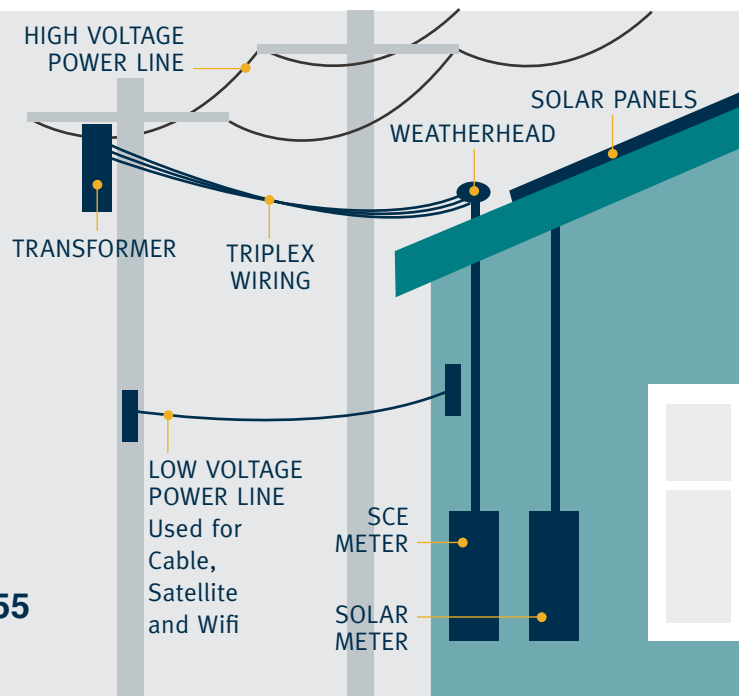 HIGH VOLTAGE
POWER LINE
SOLAR PANELS
WEATHERHEAD
TRANSFORMER
TRIPLEX
WIRING
LOW VOLTAGE
POWER LINE
Used for
Cable,
Satellite
and Wifi
SCE
METER
55
SOLAR
METER